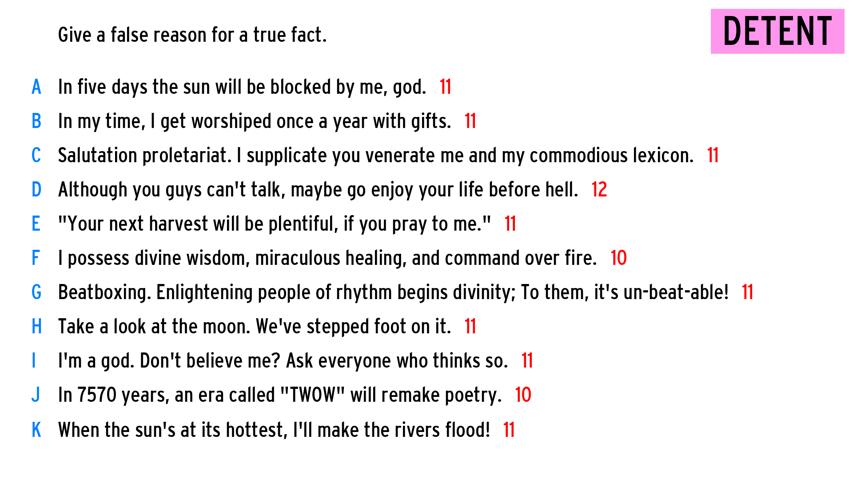 Give a false reason for a true fact.
DETENT
A In five days the sun will be blocked by me, god. 11
B In my time, I get worshiped once a year with gifts. 11
C Salutation proletariat. I supplicate you venerate me and my commodious lexicon. 11
D Although you guys can't talk, maybe go enjoy your life before hell. 12
E "Your next harvest will be plentiful, if you pray to me." 11
F I possess divine wisdom, miraculous healing, and command over fire. 10
G Beatboxing. Enlightening people of rhythm begins divinity; To them, it's un-beat-able! 11
H Take a look at the moon. We've stepped foot on it. 11
I I'm a god. Don't believe me? Ask everyone who thinks so. 11
J In 7570 years, an era called "TWOW" will remake poetry. 10
K When the sun's at its hottest, I'll make the rivers flood! 11